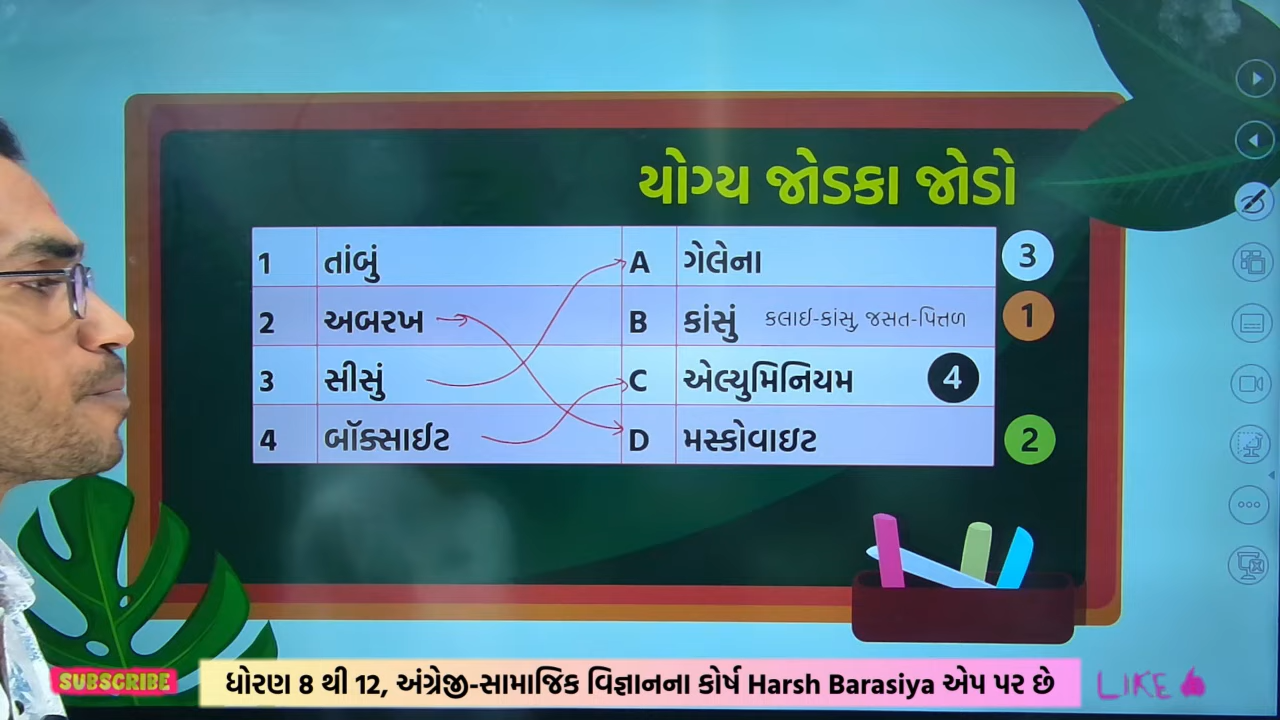 યોગ્ય જોડકા જોડો
1 તાંબું A ગેલેના 3
2 અબરખ B કાંસું કલાઈ-કાંસુ, જસત-પિત્તળ 1
3 સીસું C એલ્યુમિનિયમ 4
4 બૉક્સાઈટ D મસ્કોવાઇટ 2
SUBSCRIBE ધોરણ 8 થી 12, અંગ્રેજી-સામાજિક વિજ્ઞાનના કોર્ષ Harsh Barasiya એપ પર છે LIKE